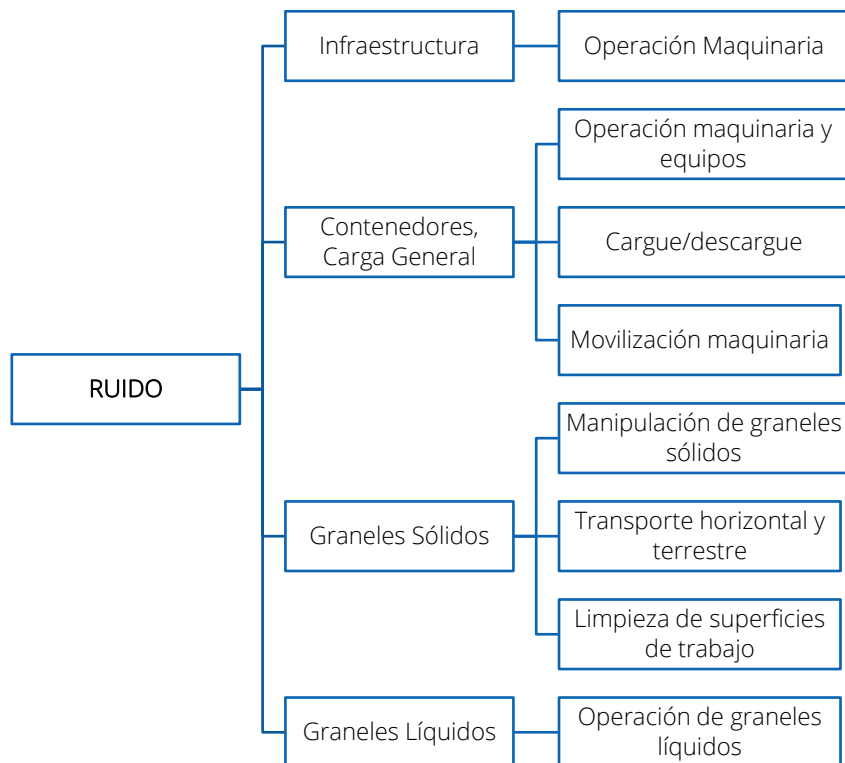 Infraestructura
Operación Maquinaria
Operación maquinaria y
equipos
Contenedores,
Carga General
Cargue/descargue
Movilización maquinaria
RUIDO
Manipulación de graneles
sólidos
Graneles Sólidos
Transporte horizontal y
terrestre
Limpieza de superficies
de trabajo
Graneles Líquidos
Operación de graneles
líquidos